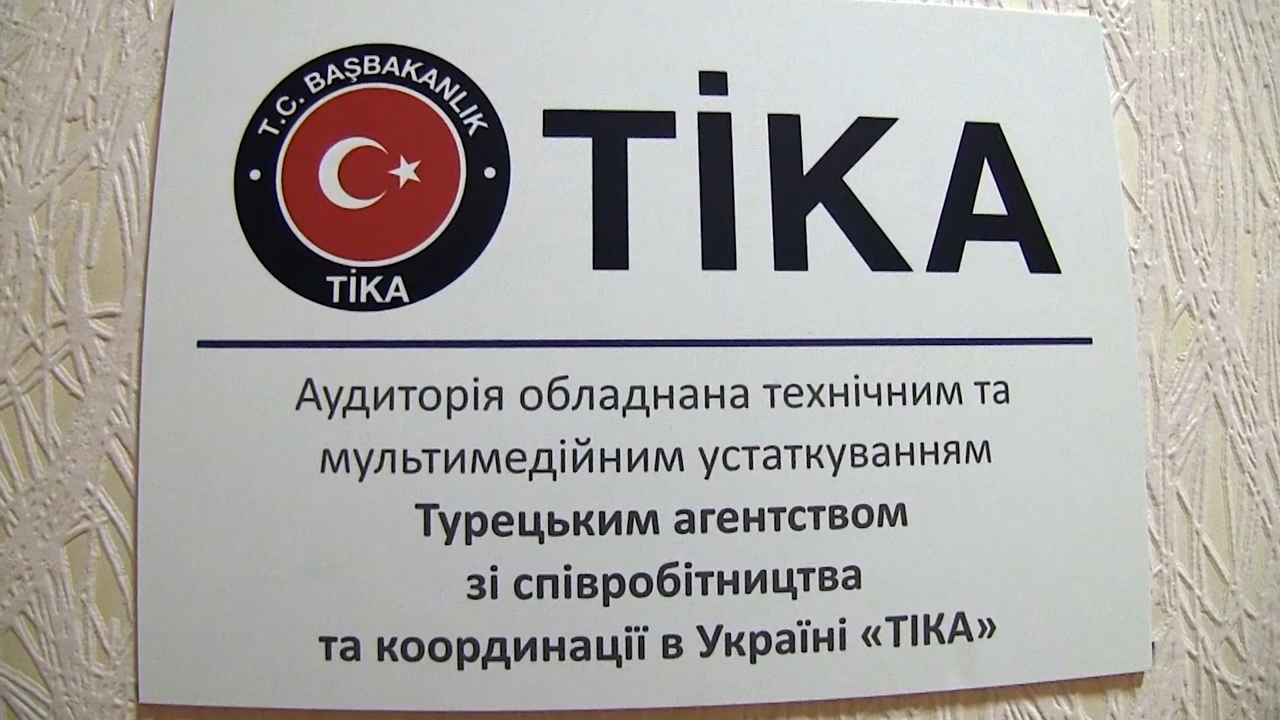 T.C. BAŞBAKANLIK
TİKA
TİKA
Аудиторія обладнана технічним та
мультимедійним устаткуванням
Турецьким агентством
зі співробітництва
та координації в Україні «ТІКА»